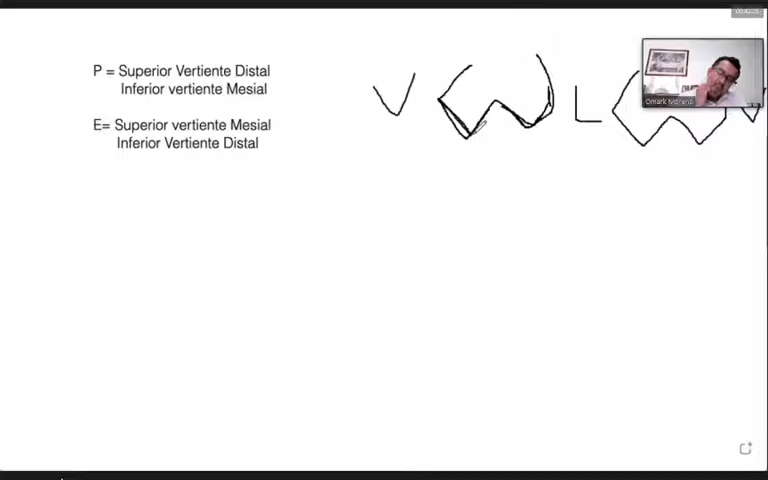 P = Superior Vertiente Distal
Inferior vertiente Mesial
E= Superior vertiente Mesial
Inferior Vertiente Distal
V
L
V
Omark Moreno